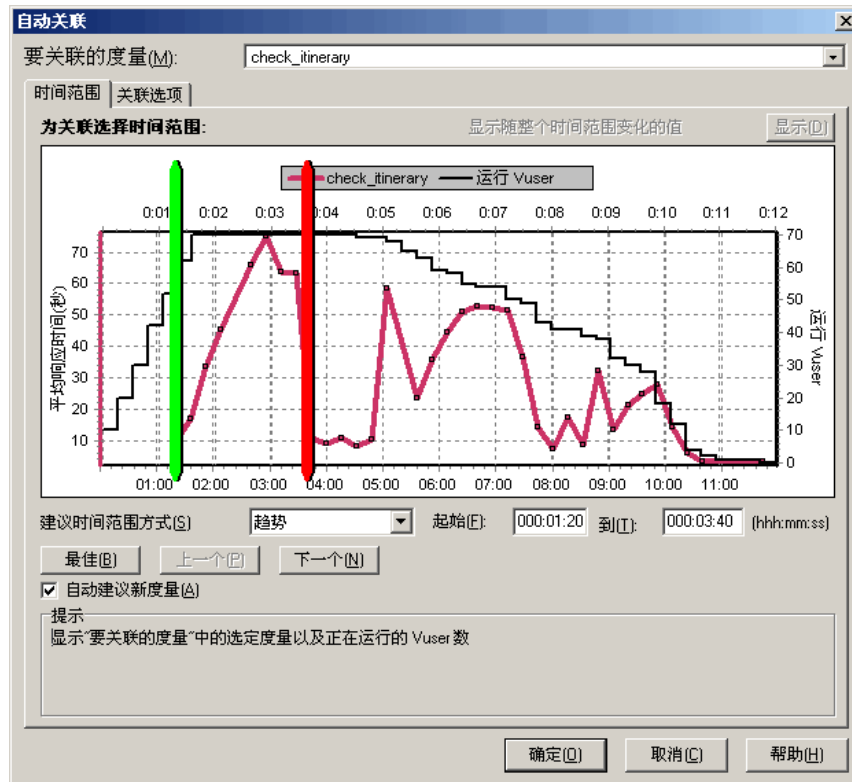 自动关联
要关联的度量(M): check_itinerary
时间范围 关联选项
为关联选择时间范围: 显示随整个时间范围变化的值 显示(D)
check_itinerary 运行 Vuser
0:01 0:02 0:03 0:04 0:05 0:06 0:07 0:08 0:09 0:10 0:11 0:12
平均响应时间(秒)
70
60
50
40
30
20
10
运行 Vuser
70
60
50
40
30
20
10
0
01:00 02:00 04:00 05:00 06:00 07:00 08:00 09:00 10:00 11:00
建议时间范围方式(S) 趋势 起始(F): 000:01:20 到(T): 000:03:40 (hhh:mm:ss)
最佳(B) 上一个(P) 下一个(N)
自动建议新度量(A)
提示
显示"要关联的度量"中的选定度量以及正在运行的 Vuser 数
确定(O) 取消(C) 帮助(H)